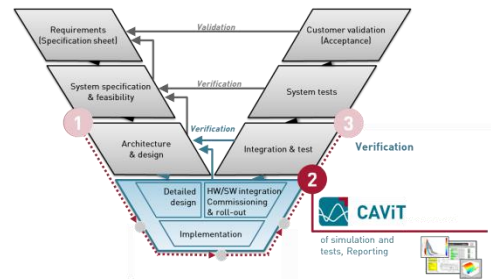 Requirements
(Specification sheet)
Validation
Customer validation
(Acceptance)
System specification
& feasibility
Verification
System tests
1
3
Architecture
& design
Verification
Integration & test
Verification
2
Detailed
design
HW/SW integration
Commissioning
& roll-out
Implementation
CAViT
of simulation and
tests, Reporting